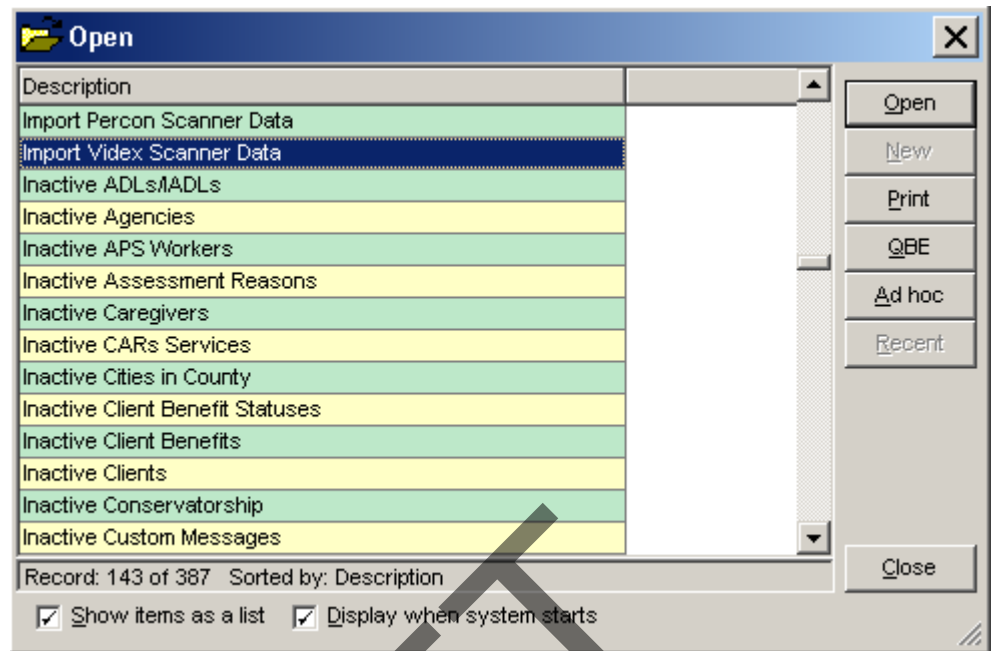 Open
Description
Import Percon Scanner Data
Import Videx Scanner Data
Inactive ADLs/IADLs
Inactive Agencies
Inactive APS Workers
Inactive Assessment Reasons
Inactive Caregivers
Inactive CARs Services
Inactive Cities in County
Inactive Client Benefit Statuses
Inactive Client Benefits
Inactive Clients
Inactive Conservatorship
Inactive Custom Messages
Record: 143 of 387 Sorted by: Description
Show items as a list Display when system starts
Open
New
Print
QBE
Ad hoc
Recent
Close